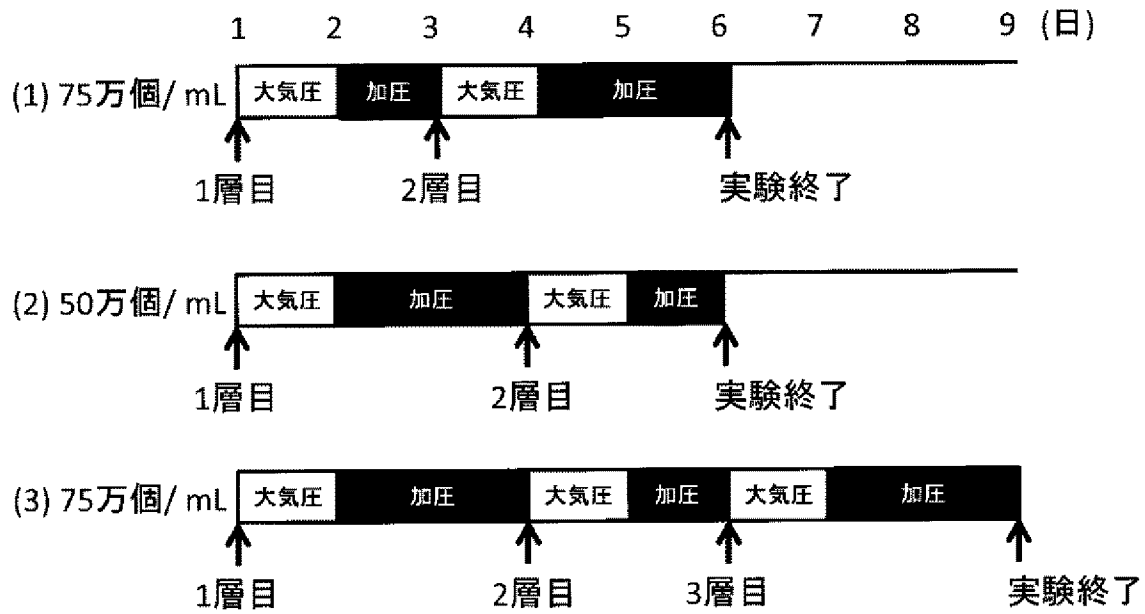 1 2 3 4 5 6 7 8 9 (日)
(1) 75万個/ mL 大気圧 加圧 大気圧 加圧
1層目 2層目 実験終了
(2) 50万個/ mL 大気圧 加圧 大気圧 加圧
1層目 2層目 実験終了
(3) 75万個/ mL 大気圧 加圧 大気圧 加圧 大気圧 加圧
1層目 2層目 3層目 実験終了